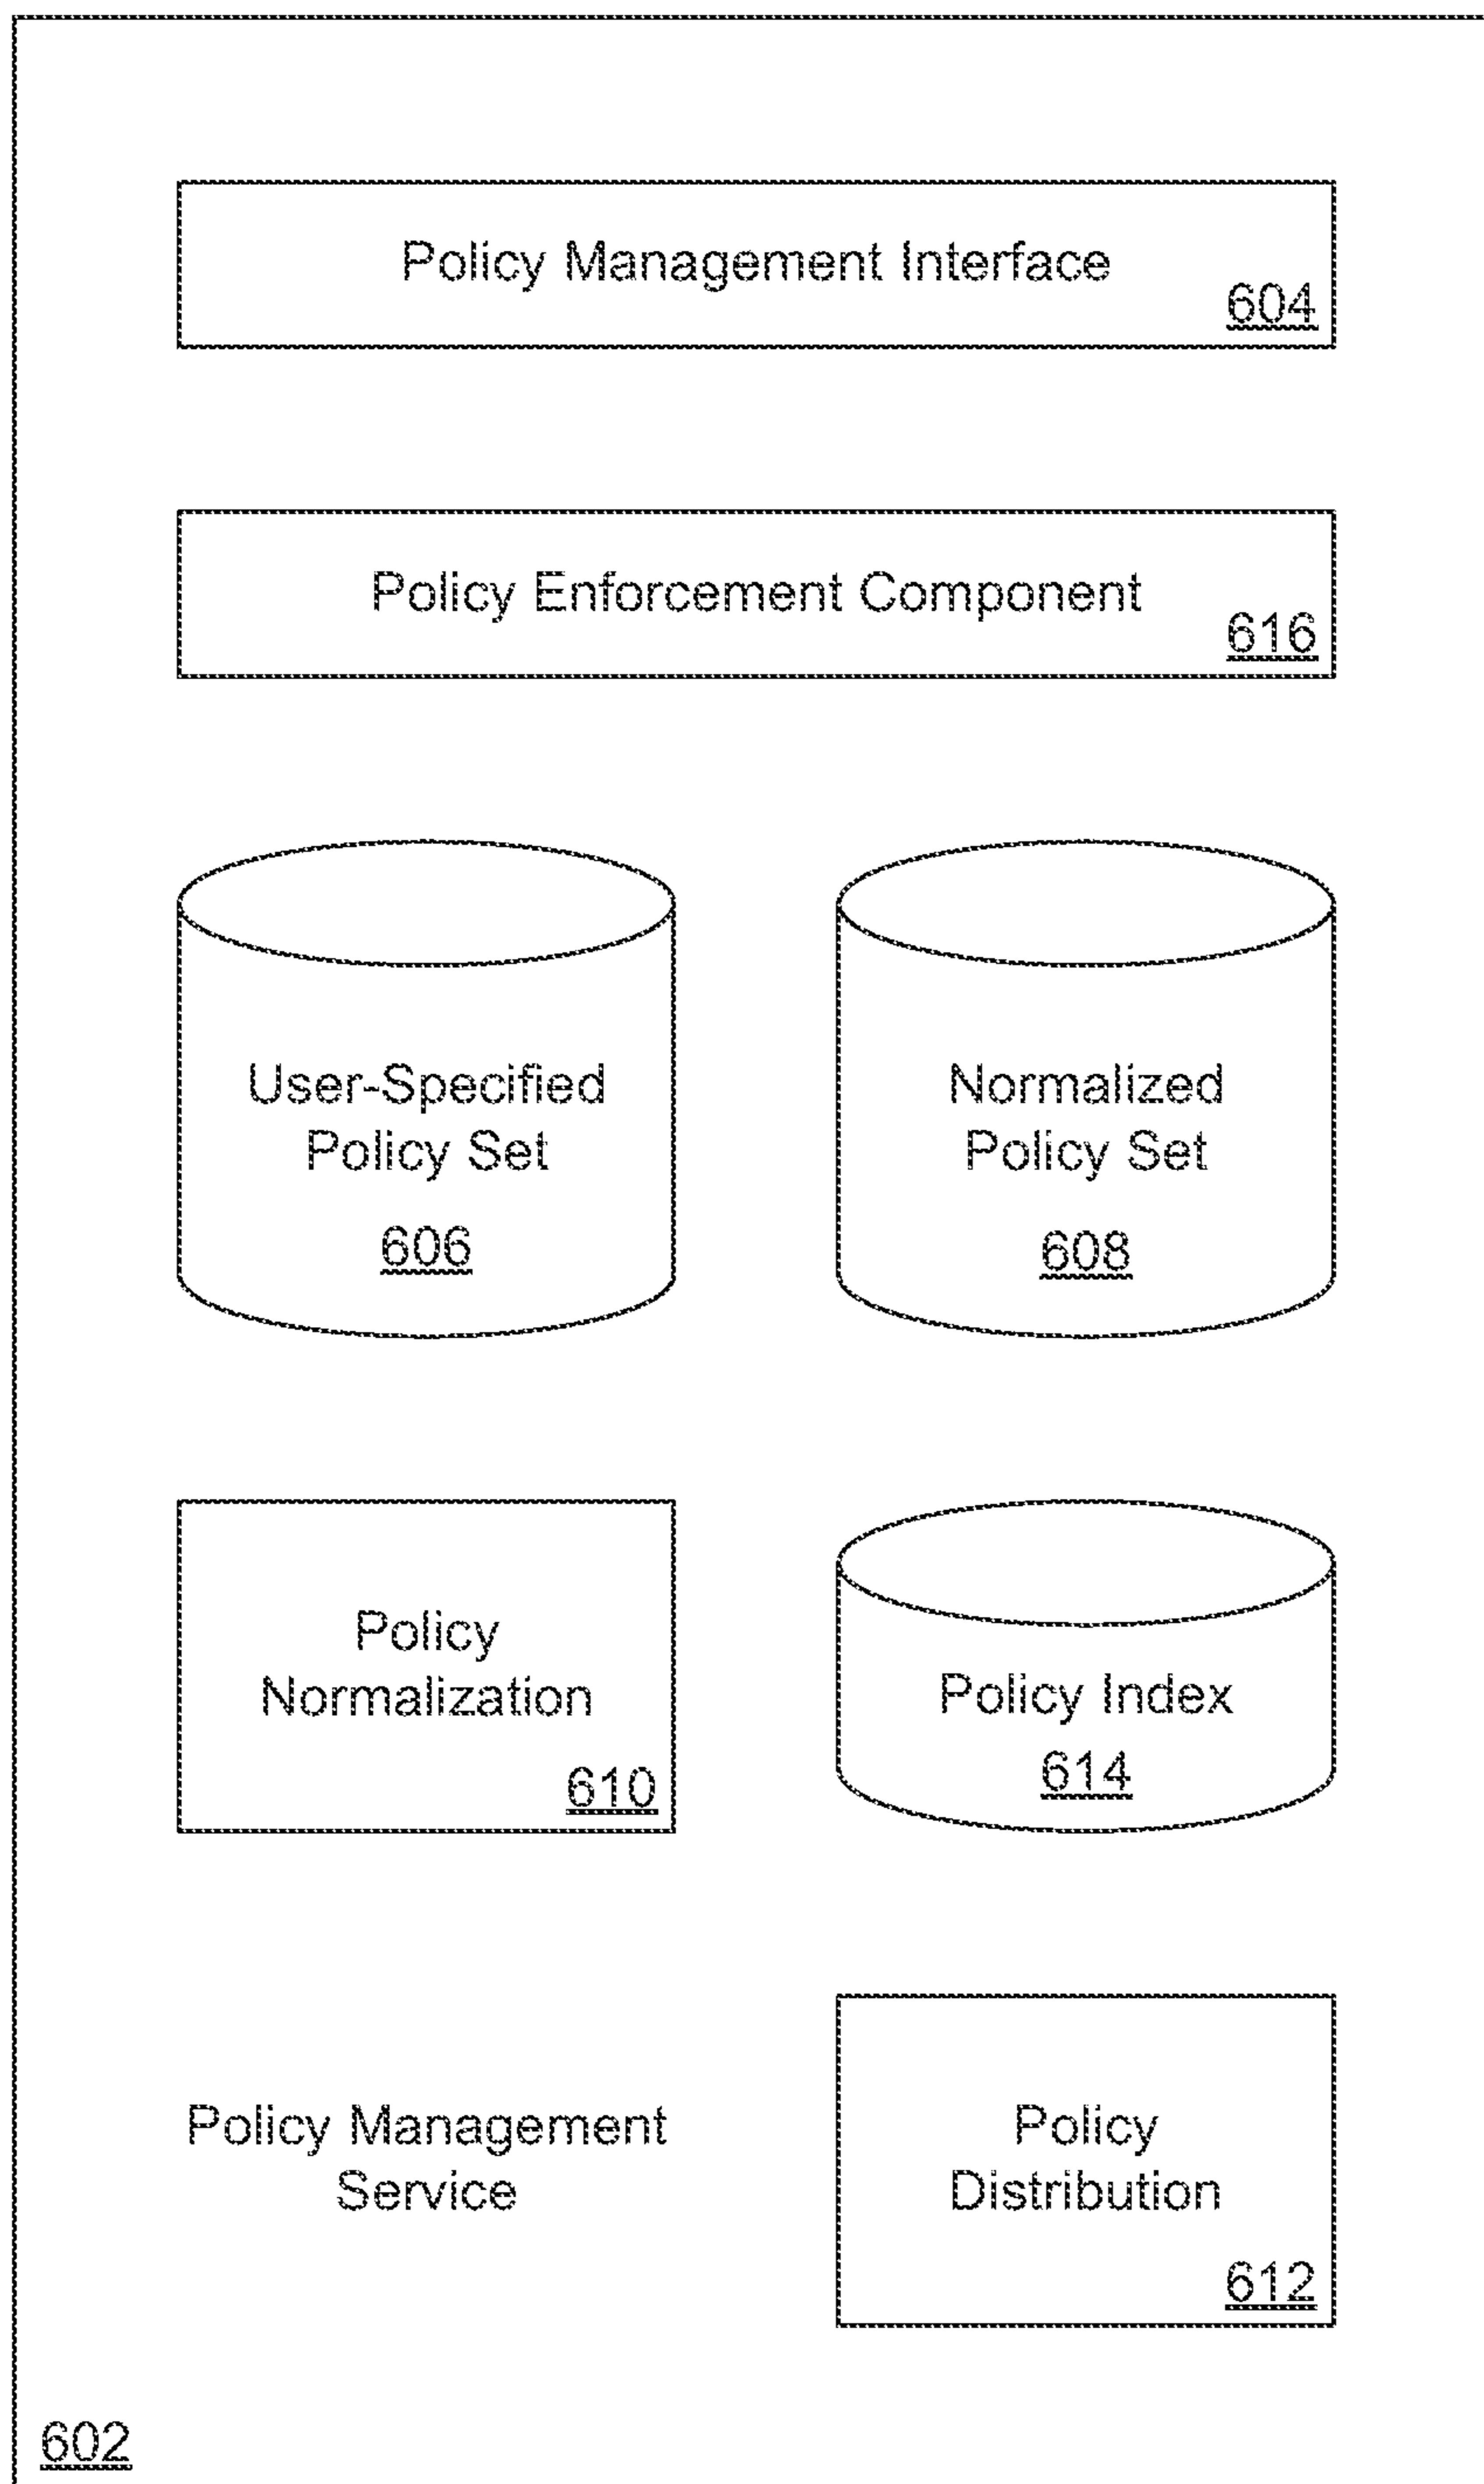 Policy Management Interface
604
Policy Enforcement Component
616
User-Specified
Policy Set
606
Normalized
Policy Set
608
Policy
Normalization
610
Policy Index
614
Policy Management
Service
Policy
Distribution
612
602